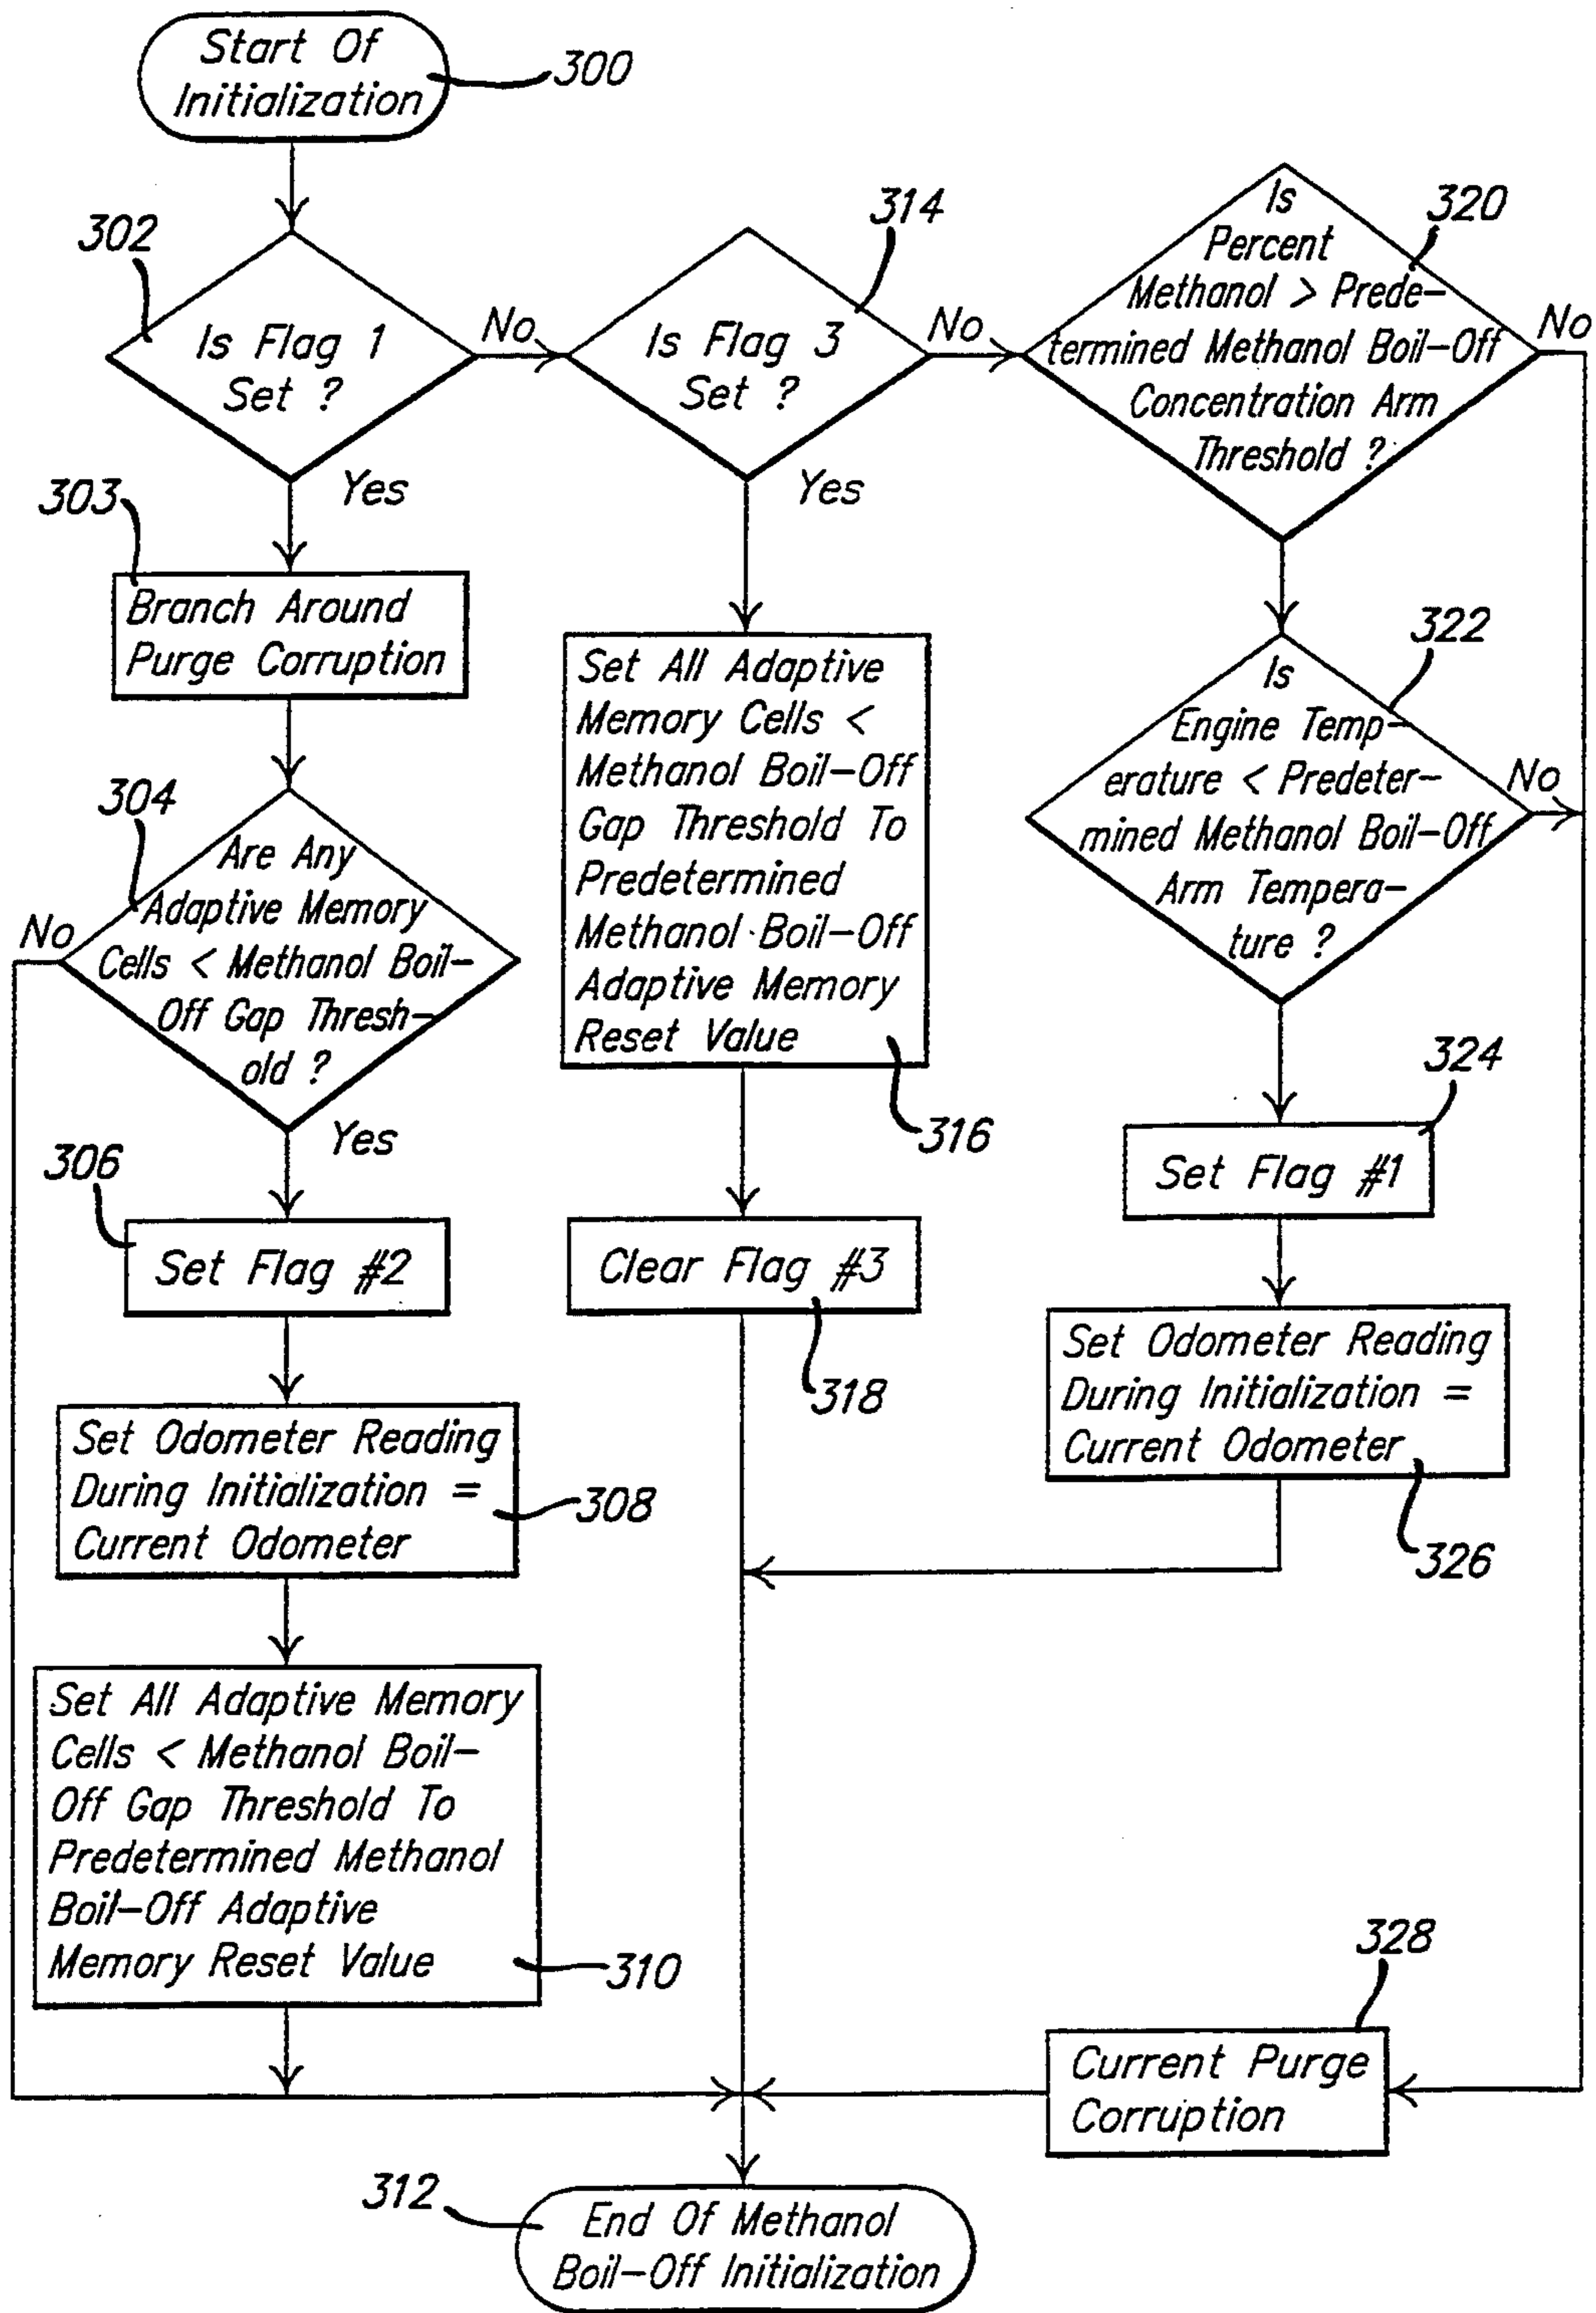 Start Of
Initialization
300
302
Is Flag 1
Set ?
No
Yes
314
Is Flag 3
Set ?
No
Yes
320
Is
Percent
Methanol > Prede-
termined Methanol Boil-Off
Concentration Arm
Threshold ?
No
303
Branch Around
Purge Corruption
304
Are Any
Adaptive Memory
Cells < Methanol Boil-
Off Gap Thresh-
old ?
No
Yes
306
Set Flag #2
Set Odometer Reading
During Initialization =
Current Odometer
308
Set All Adaptive Memory
Cells < Methanol Boil-
Off Gap Threshold To
Predetermined Methanol
Boil-Off Adaptive
Memory Reset Value
310
Set All Adaptive
Memory Cells <
Methanol Boil-Off
Gap Threshold To
Predetermined
Methanol Boil-Off
Adaptive Memory
Reset Value
316
Clear Flag #3
318
322
Is
Engine Temp-
erature < Predeter-
mined Methanol Boil-Off
Arm Tempera-
ture ?
No
324
Set Flag #1
Set Odometer Reading
During Initialization =
Current Odometer
326
328
Current Purge
Corruption
312
End Of Methanol
Boil-Off Initialization